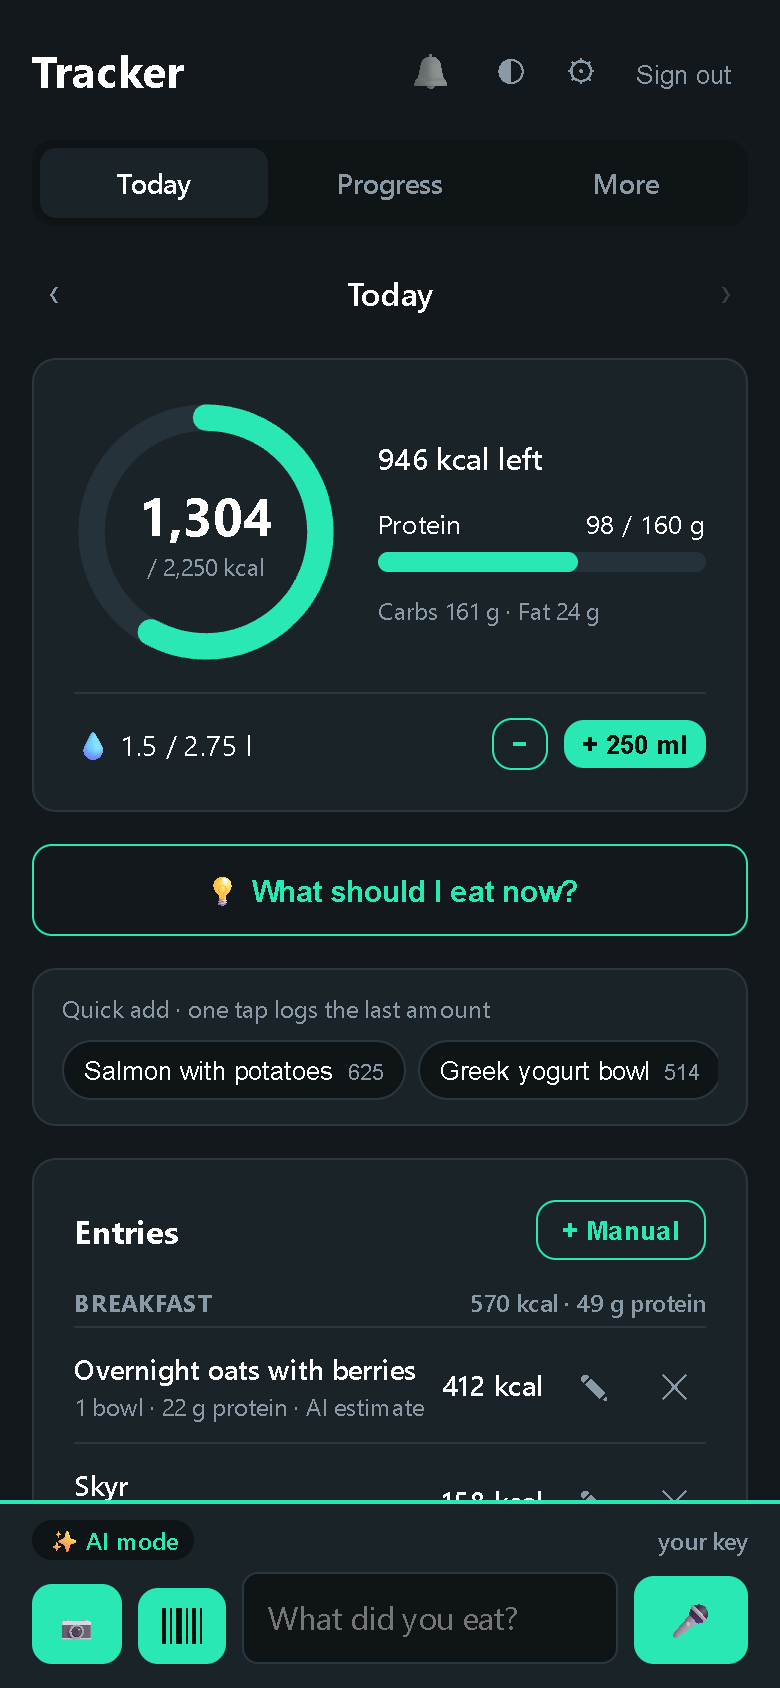 Tracker
Sign out
Today
Progress
More
Today
1,304
/ 2,250 kcal
946 kcal left
Protein 98 / 160 g
Carbs 161 g · Fat 24 g
1.5 / 2.75 l
− + 250 ml
What should I eat now?
Quick add · one tap logs the last amount
Salmon with potatoes 625
Greek yogurt bowl 514
Entries
+ Manual
BREAKFAST 570 kcal · 49 g protein
Overnight oats with berries
412 kcal
1 bowl · 22 g protein · AI estimate
Skyr
158 kcal
AI mode
your key
What did you eat?